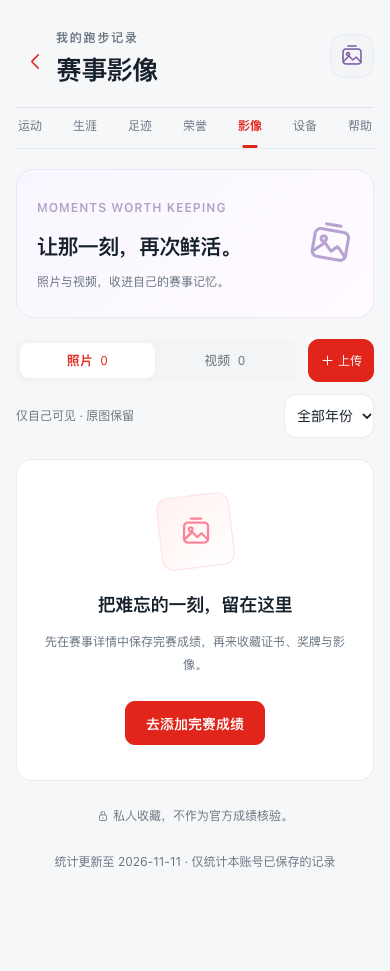 我的跑步记录
赛事影像
运动 生涯 足迹 荣誉 影像 设备 帮助
MOMENTS WORTH KEEPING
让那一刻，再次鲜活。
照片与视频，收进自己的赛事记忆。
照片 0 视频 0 + 上传
仅自己可见 · 原图保留 全部年份
把难忘的一刻，留在这里
先在赛事详情中保存完赛成绩，再来收藏证书、奖牌与影
像。
去添加完赛成绩
私人收藏，不作为官方成绩核验。
统计更新至 2026-11-11 · 仅统计本账号已保存的记录